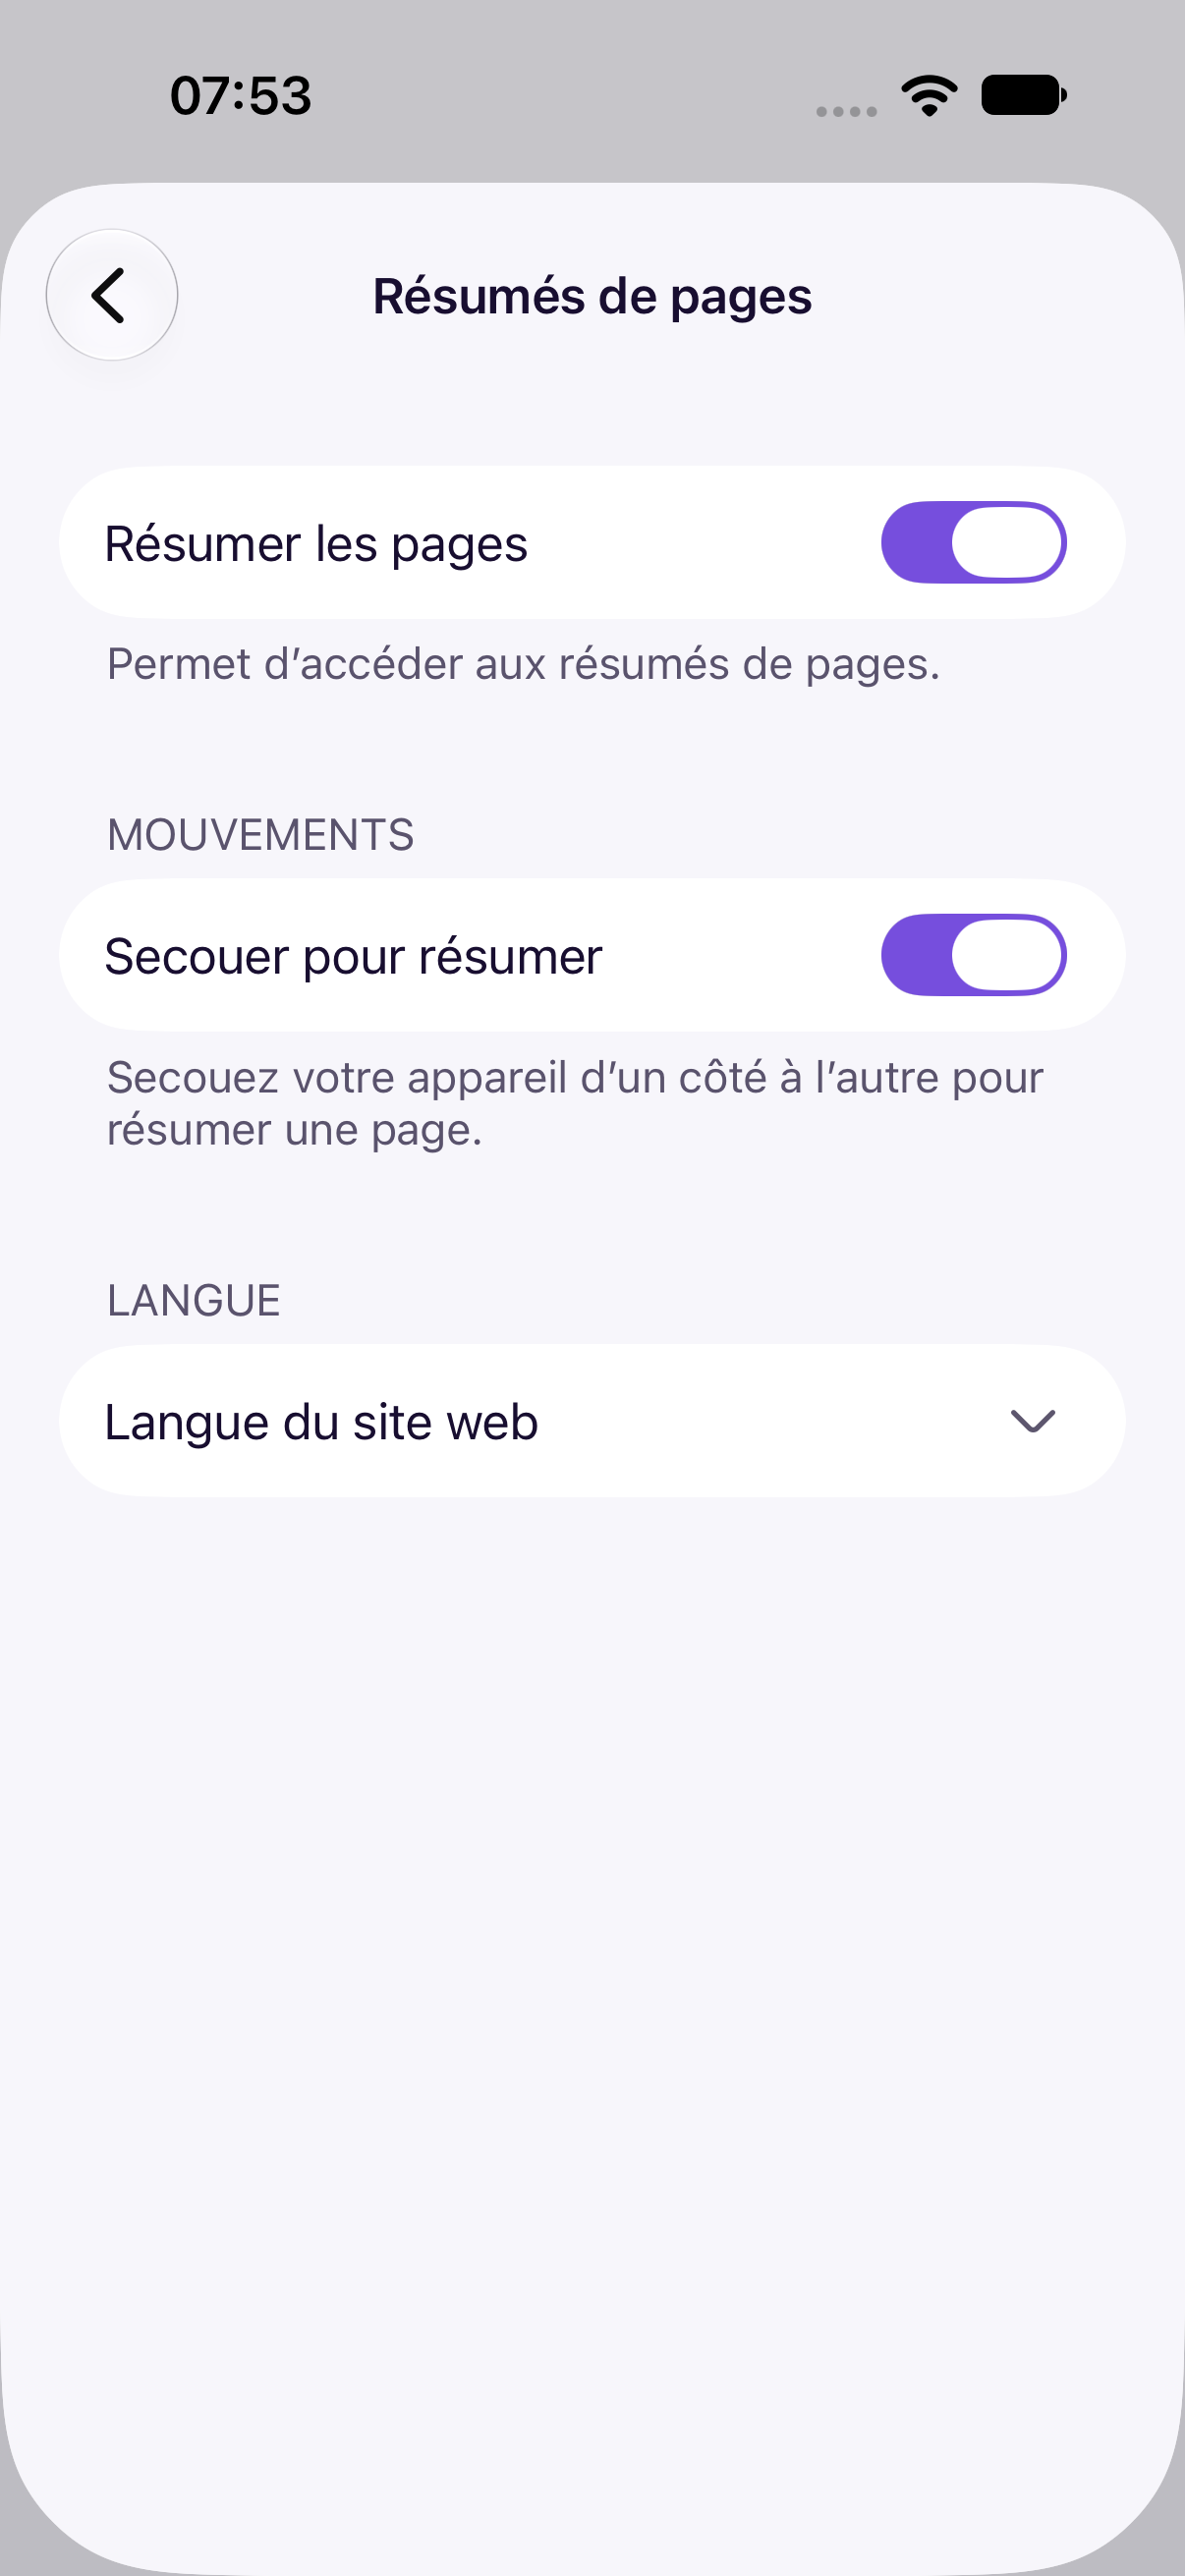 07:53
Résumés de pages
Résumer les pages
Permet d’accéder aux résumés de pages.
MOUVEMENTS
Secouer pour résumer
Secouez votre appareil d’un côté à l’autre pour
résumer une page.
LANGUE
Langue du site web